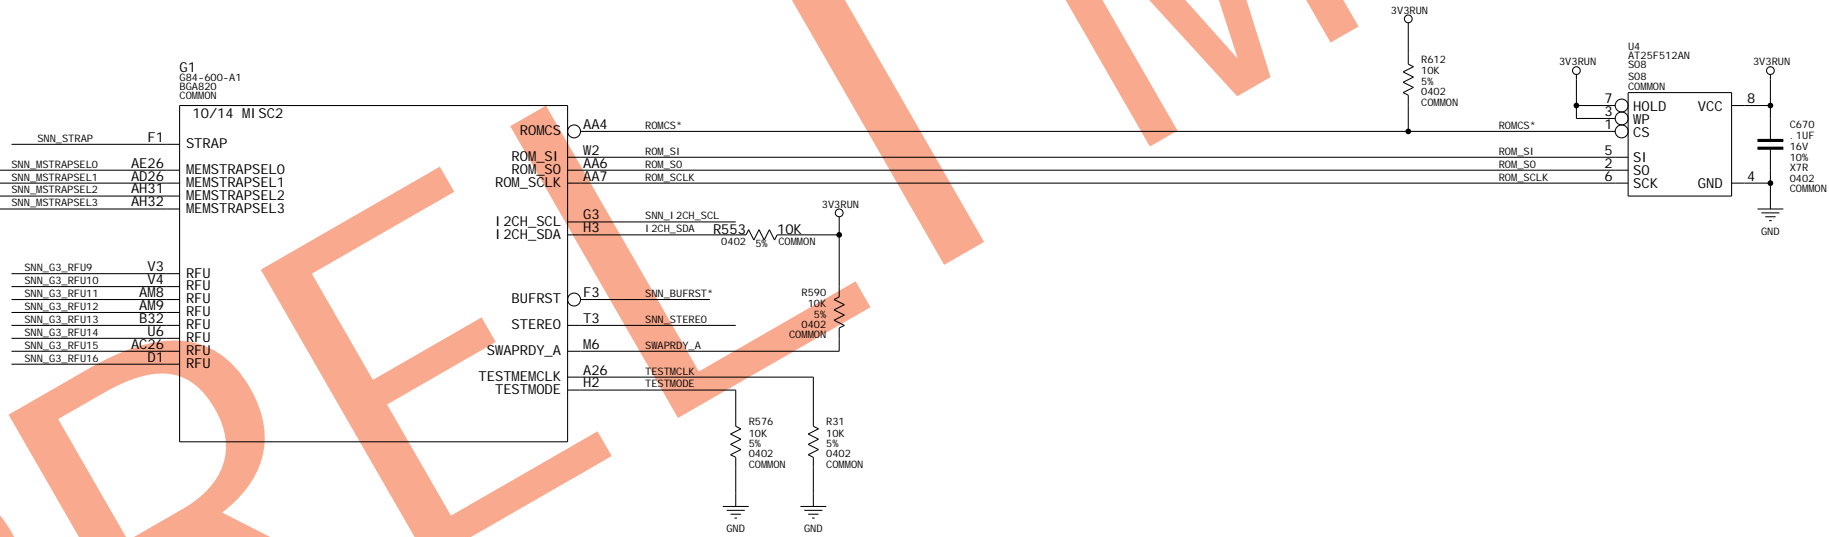 G1
G84-600-A1
BGA820
COMMON
10/14 MISC2
SNN_STRAP F1 STRAP
SNN_MSTRAPSEL0 AE26 MEMSTRAPSEL0
SNN_MSTRAPSEL1 AD26 MEMSTRAPSEL1
SNN_MSTRAPSEL2 AH31 MEMSTRAPSEL2
SNN_MSTRAPSEL3 AH32 MEMSTRAPSEL3
SNN_G3_RFU9 V3 RFU
SNN_G3_RFU10 V4 RFU
SNN_G3_RFU11 AM8 RFU
SNN_G3_RFU12 AM9 RFU
SNN_G3_RFU13 B32 RFU
SNN_G3_RFU14 U6 RFU
SNN_G3_RFU15 AC26 RFU
SNN_G3_RFU16 D1 RFU
ROMCS AA4 ROMCS* ROMCS*
ROM_SI W2 ROM_SI ROM_SI
ROM_SO AA6 ROM_SO ROM_SO
ROM_SCLK AA7 ROM_SCLK ROM_SCLK
I2CH_SCL G3 SNN_I2CH_SCL
I2CH_SDA H3 I2CH_SDA
R553 10K
0402 5% COMMON
3V3RUN
BUFRST F3 SNN_BUFRST*
STEREO T3 SNN_STEREO
SWAPRDY_A M6 SWAPRDY_A
TESTMEMCLK A26 TESTMCLK
TESTMODE H2 TESTMODE
R590
10K
5%
0402
COMMON
R576
10K
5%
0402
COMMON
GND
R31
10K
5%
0402
COMMON
GND
3V3RUN
R612
10K
5%
0402
COMMON
3V3RUN
U4
AT25F512AN
SO8
SO8
COMMON
3V3RUN
7 HOLD VCC 8
3 WP
1 CS
5 SI
2 SO
6 SCK GND 4
C670
.1UF
16V
10%
X7R
0402
COMMON
GND
PRELIM